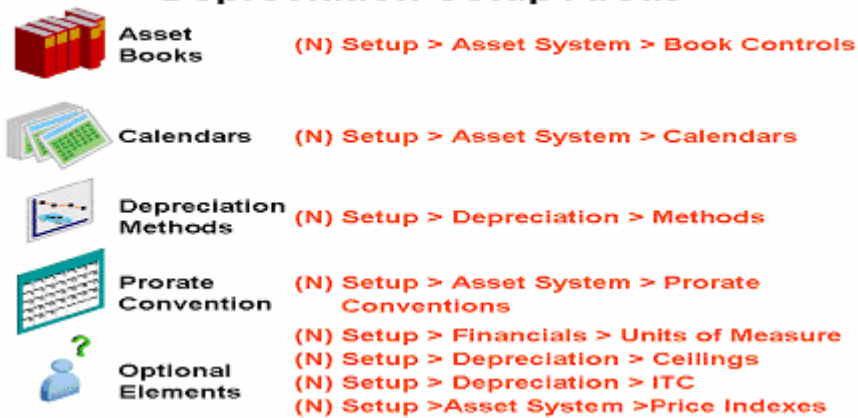 Asset
Books
(N) Setup > Asset System > Book Controls
Calendars
(N) Setup > Asset System > Calendars
Depreciation
Methods
(N) Setup > Depreciation > Methods
Prorate
Convention
(N) Setup > Asset System > Prorate
Conventions
Optional
Elements
(N) Setup > Financials > Units of Measure
(N) Setup > Depreciation > Ceilings
(N) Setup > Depreciation > ITC
(N) Setup >Asset System >Price Indexes